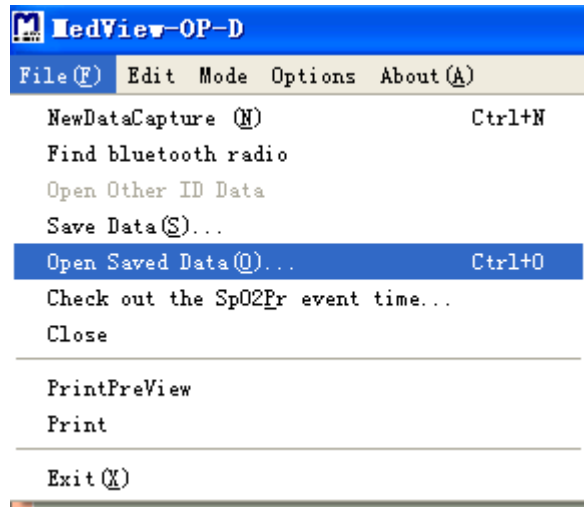 MedView-OP-D
File(F) Edit Mode Options About(A)
NewDataCapture (N) Ctrl+N
Find bluetooth radio
Open Other ID Data
Save Data(S)...
Open Saved Data(O)... Ctrl+O
Check out the SpO2Pr event time...
Close
PrintPreView
Print
Exit(X)